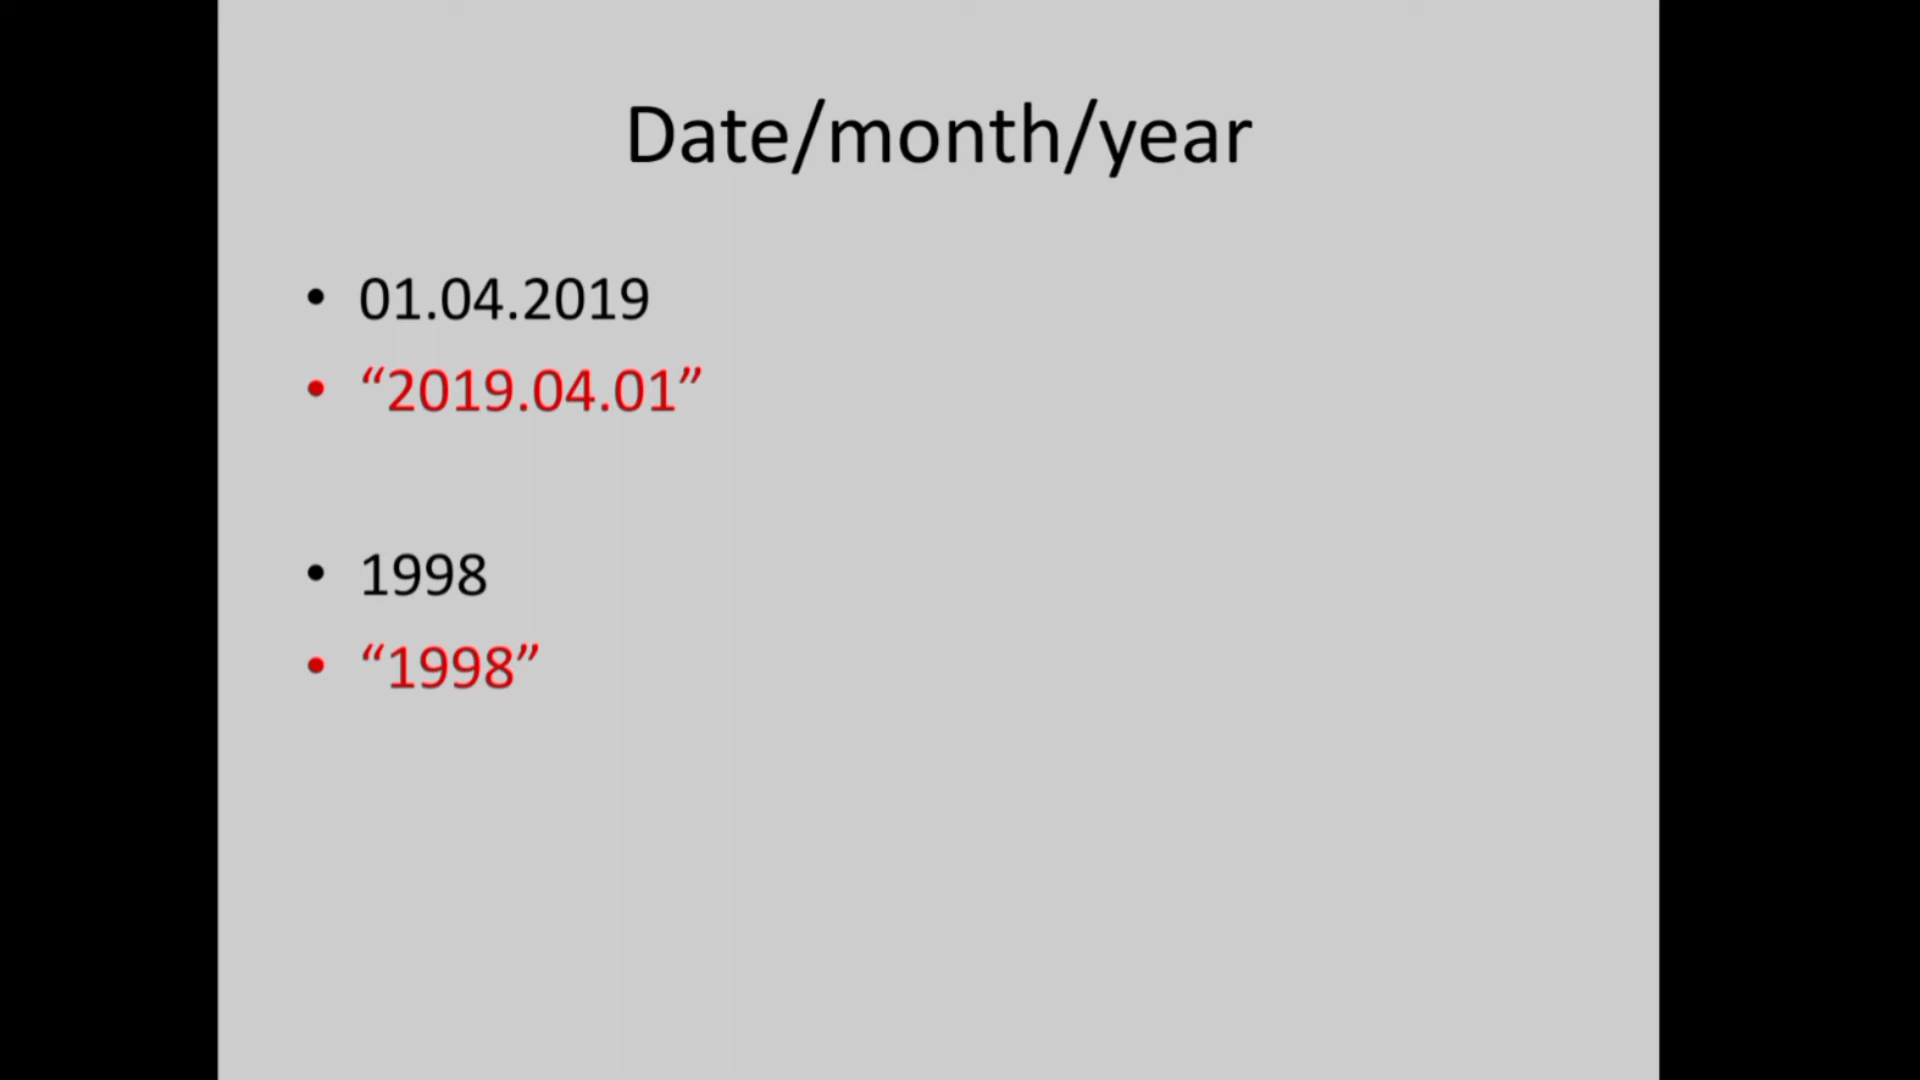 Date/month/year
• 01.04.2019
• “2019.04.01”
• 1998
• “1998”